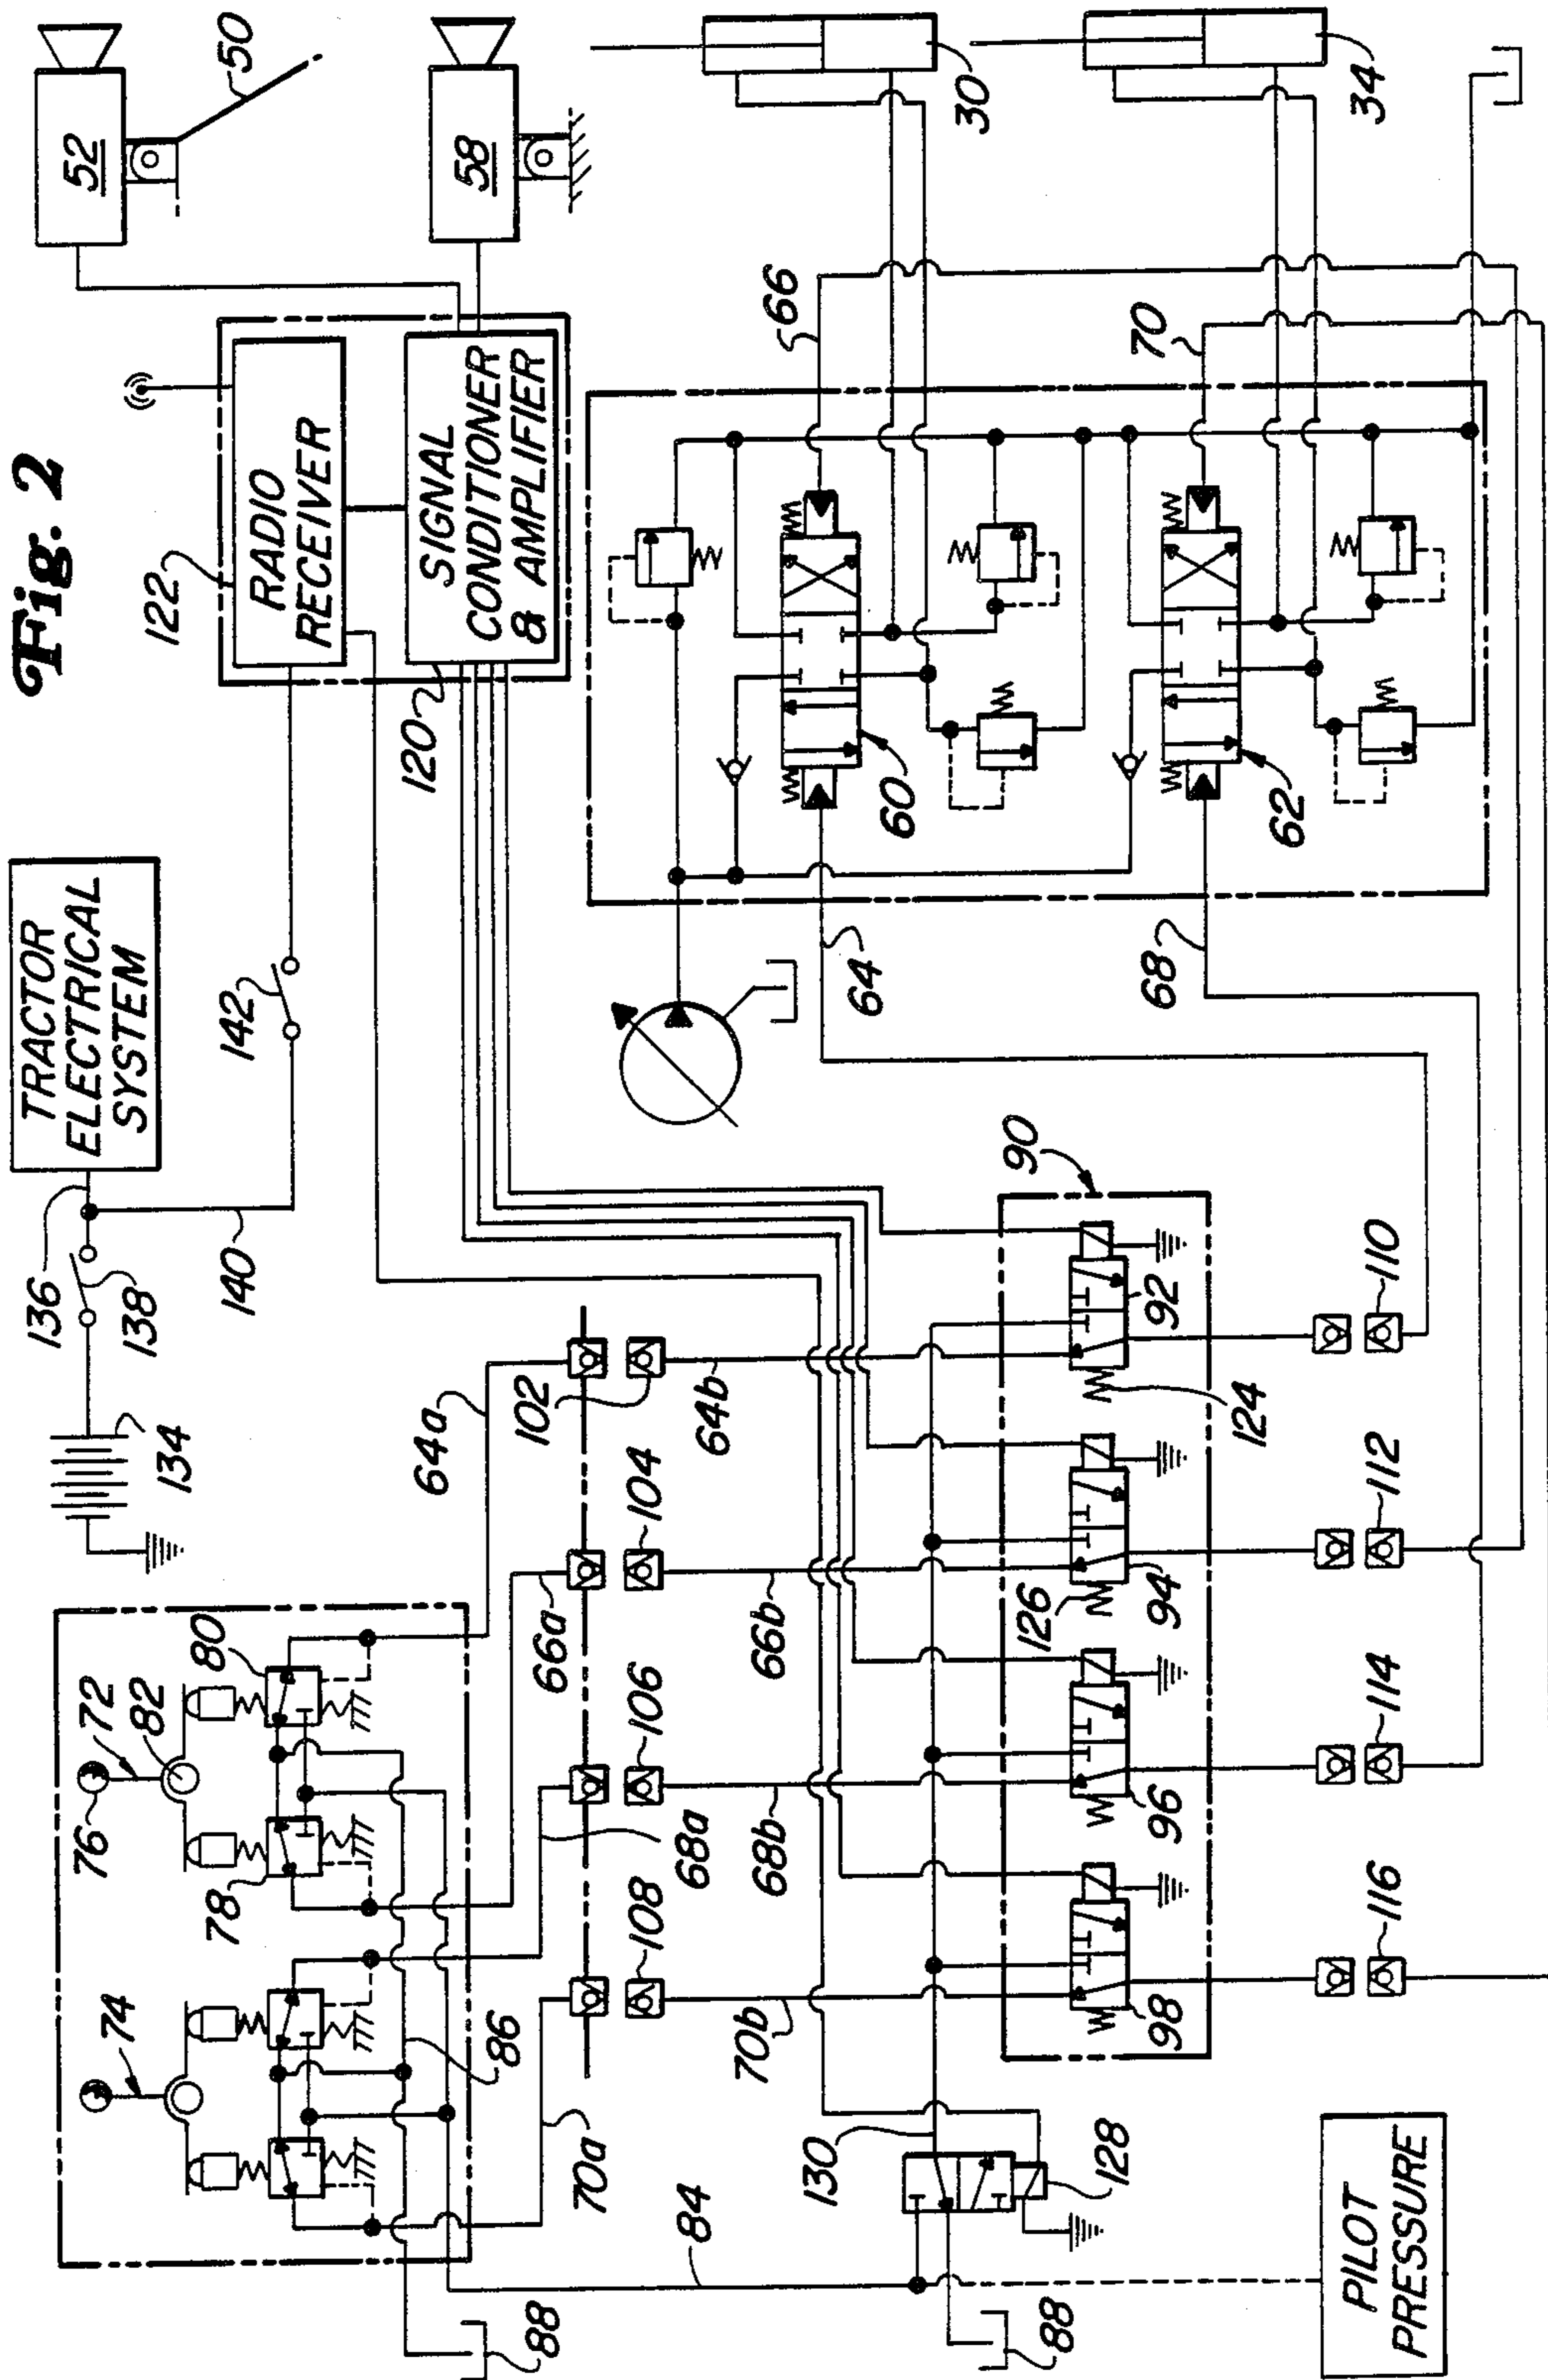 Fig. 2
TRACTOR
ELECTRICAL
SYSTEM
RADIO
RECEIVER
SIGNAL
CONDITIONER
& AMPLIFIER
PILOT
PRESSURE
52
50
58
122
120
142
136
138
140
134
30
34
66
70
60
62
64
68
76
72
82
80
78
74
86
84
88
88
64a
66a
68a
70a
102
104
106
108
64b
66b
68b
70b
90
92
94
96
98
124
126
110
112
114
116
130
128